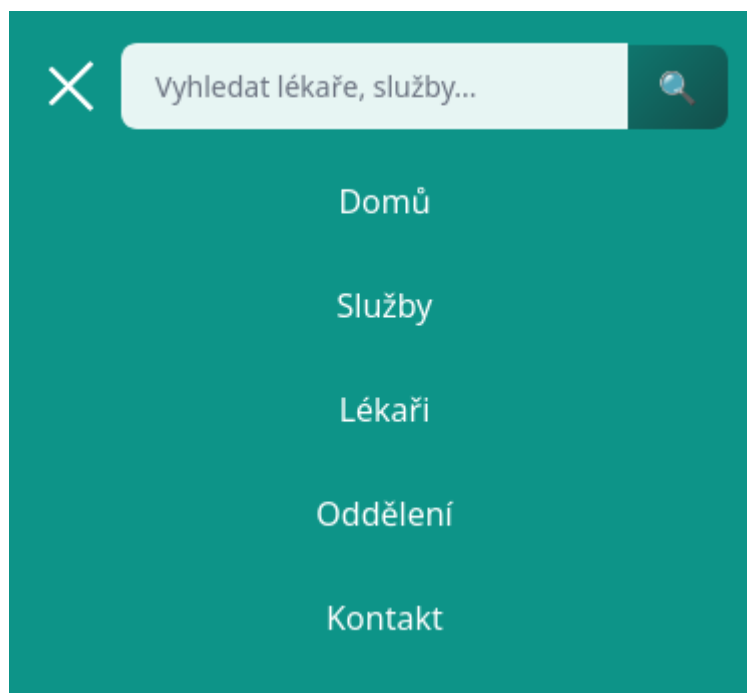 Vyhledat lékaře, služby...
Domů
Služby
Lékaři
Oddělení
Kontakt